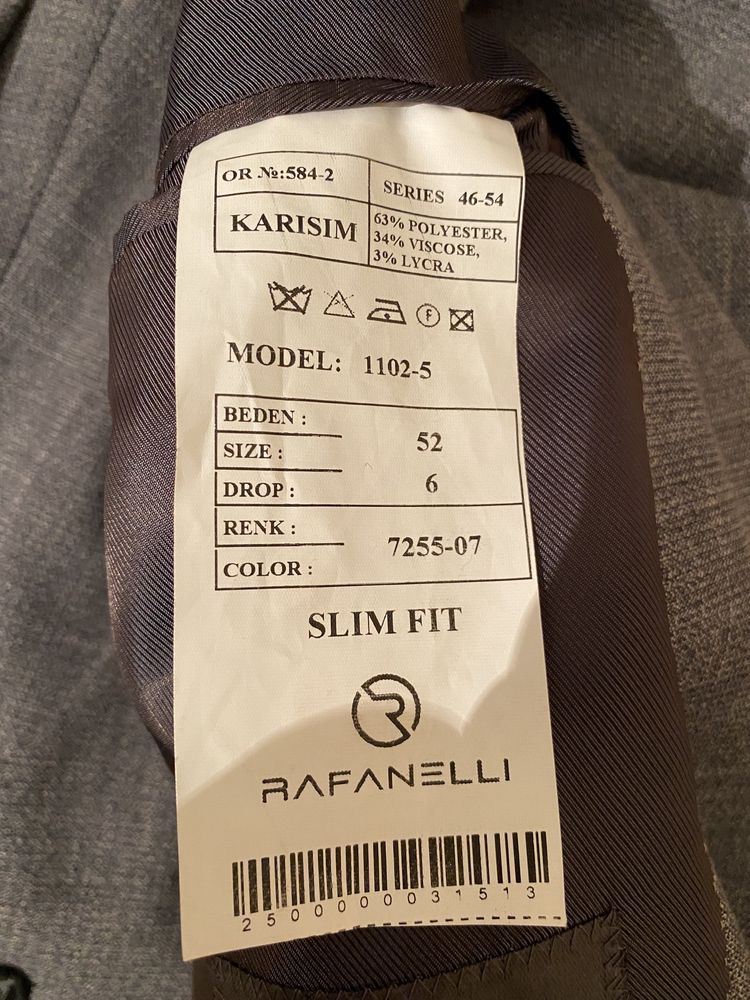 OR №:584-2
SERIES 46-54
KARISIM
63% POLYESTER,
34% VISCOSE,
3% LYCRA
F
MODEL: 1102-5
BEDEN :
SIZE :
52
DROP :
6
RENK :
COLOR :
7255-07
SLIM FIT
R
RAFANELLI
2500000031513